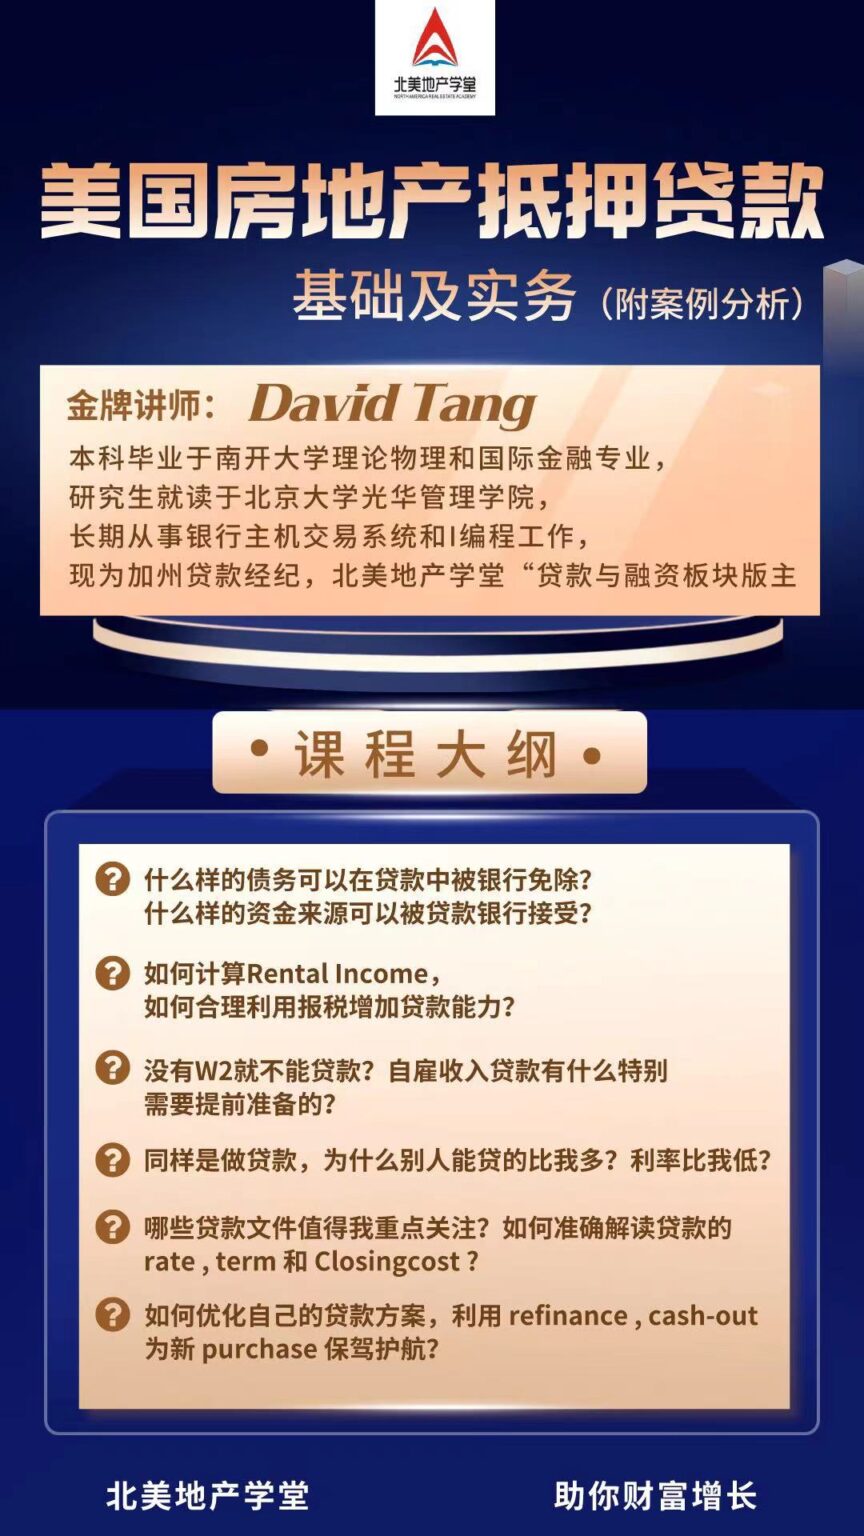 北美地产学堂
NORTH AMERICA REAL ESTATE ACADEMY
美国房地产抵押贷款
基础及实务（附案例分析）
金牌讲师： David Tang
本科毕业于南开大学理论物理和国际金融专业，
研究生就读于北京大学光华管理学院，
长期从事银行主机交易系统和I编程工作，
现为加州贷款经纪，北美地产学堂“贷款与融资板块版主
·课程大纲·
什么样的债务可以在贷款中被银行免除？
什么样的资金来源可以被贷款银行接受？
如何计算Rental Income，
如何合理利用报税增加贷款能力？
没有W2就不能贷款？自雇收入贷款有什么特别
需要提前准备的？
同样是做贷款，为什么别人能贷的比我多？利率比我低？
哪些贷款文件值得我重点关注？如何准确解读贷款的
rate , term 和 Closingcost ?
如何优化自己的贷款方案，利用 refinance , cash-out
为新 purchase 保驾护航？
北美地产学堂 助你财富增长